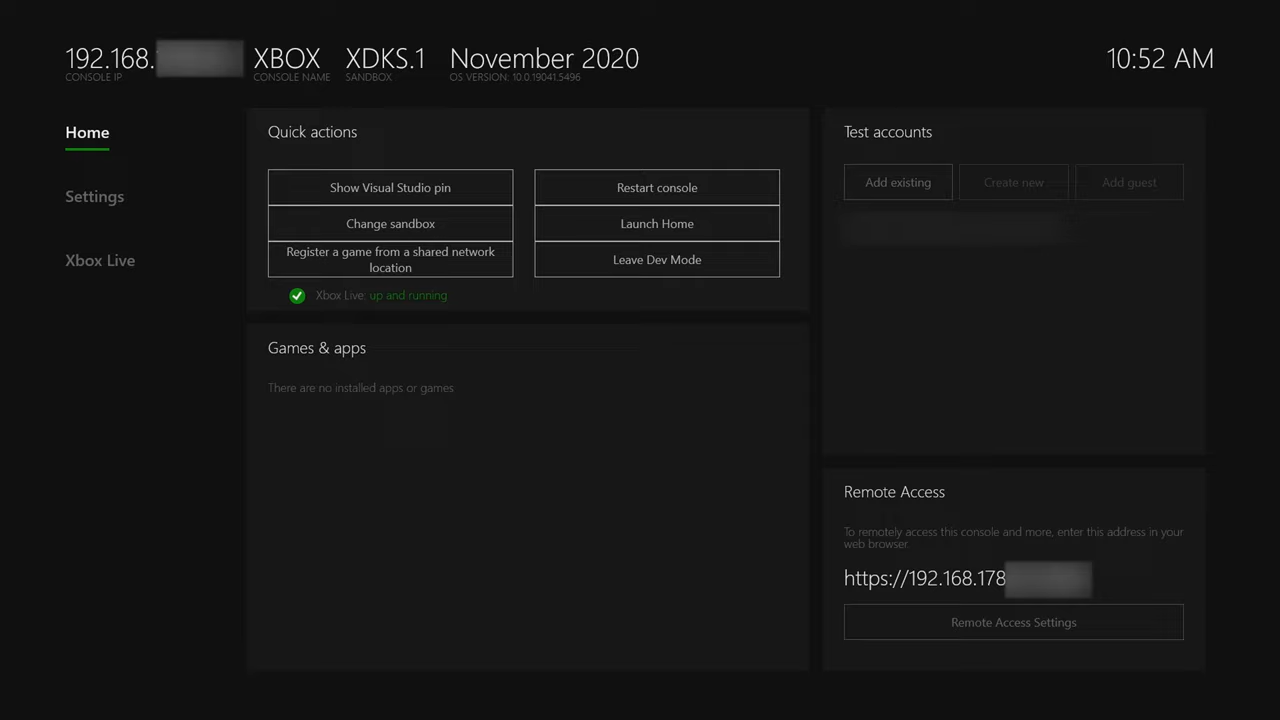 192.168. XBOX XDKS.1 November 2020 10:52 AM
CONSOLE IP CONSOLE NAME SANDBOX OS VERSION: 10.0.19041.5496
Home
Settings
Xbox Live
Quick actions
Show Visual Studio pin
Restart console
Change sandbox
Launch Home
Register a game from a shared network
location
Leave Dev Mode
Xbox Live: up and running
Games & apps
There are no installed apps or games
Test accounts
Add existing
Create new
Add guest
Remote Access
To remotely access this console and more, enter this address in your
web browser.
https://192.168.178
Remote Access Settings